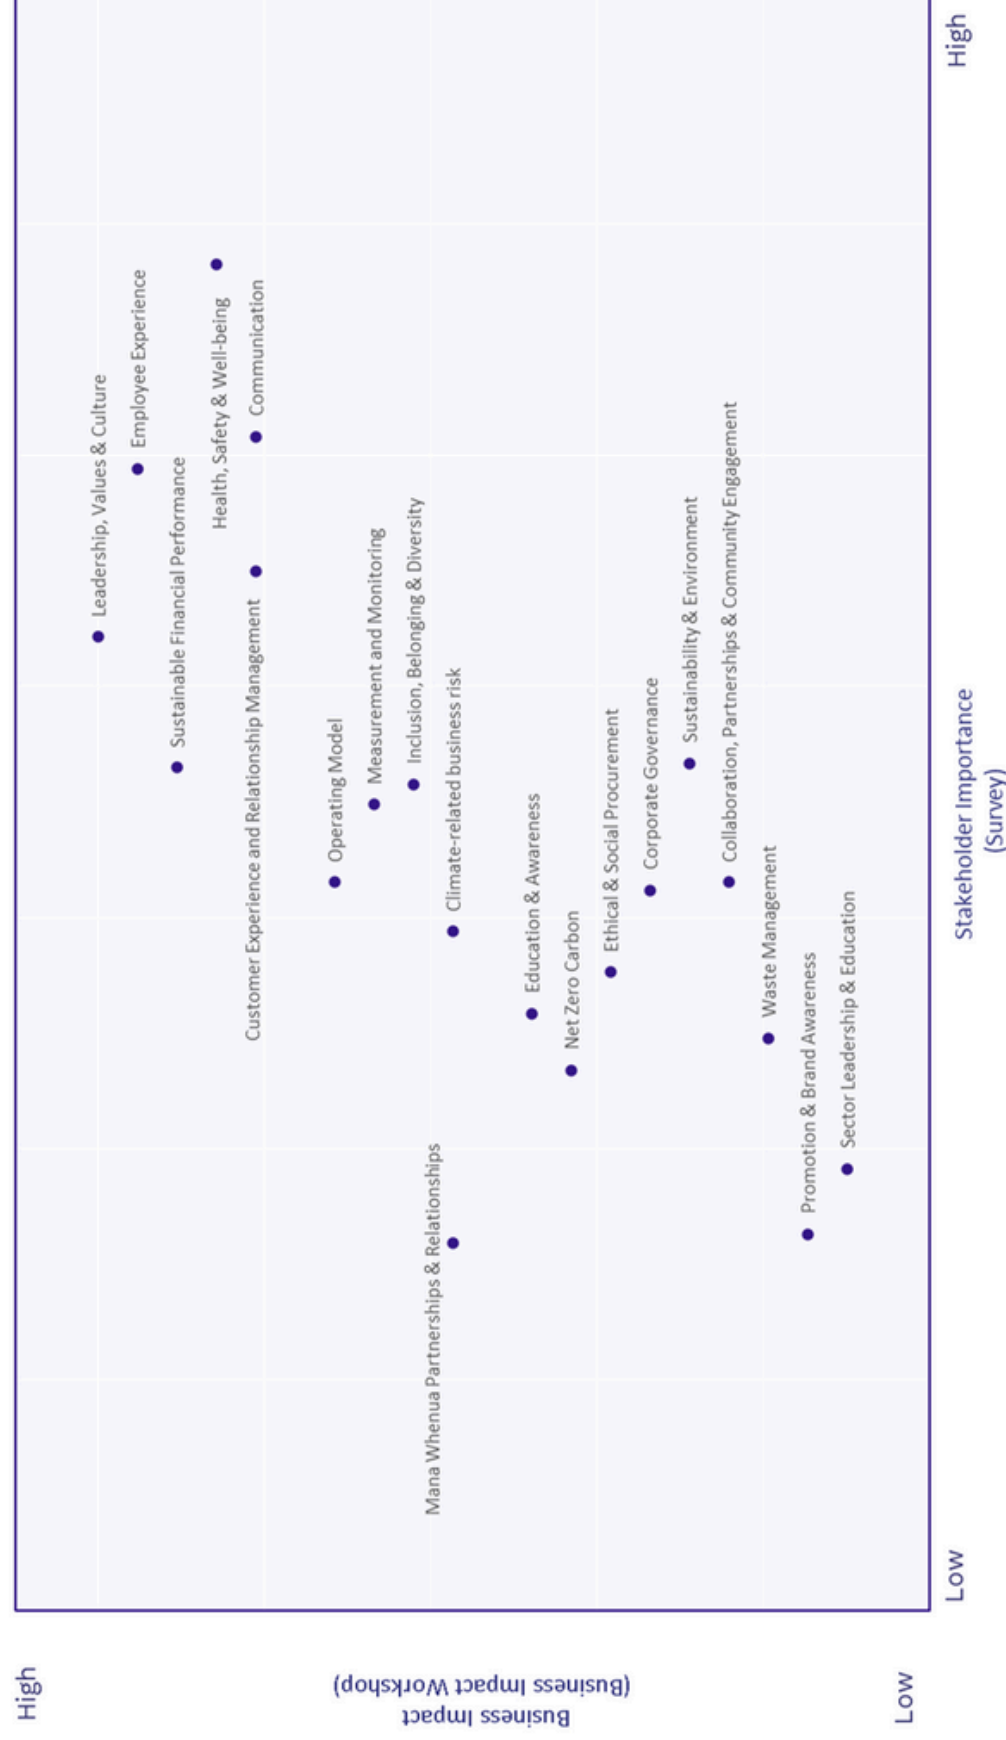 High
Business Impact
(Business Impact Workshop)
Low
Leadership, Values & Culture
Employee Experience
Sustainable Financial Performance
Health, Safety & Well-being
Communication
Customer Experience and Relationship Management
Operating Model
Measurement and Monitoring
Inclusion, Belonging & Diversity
Mana Whenua Partnerships & Relationships
Climate-related business risk
Education & Awareness
Net Zero Carbon
Ethical & Social Procurement
Corporate Governance
Sustainability & Environment
Collaboration, Partnerships & Community Engagement
Waste Management
Promotion & Brand Awareness
Sector Leadership & Education
Low
Stakeholder Importance
(Survey)
High